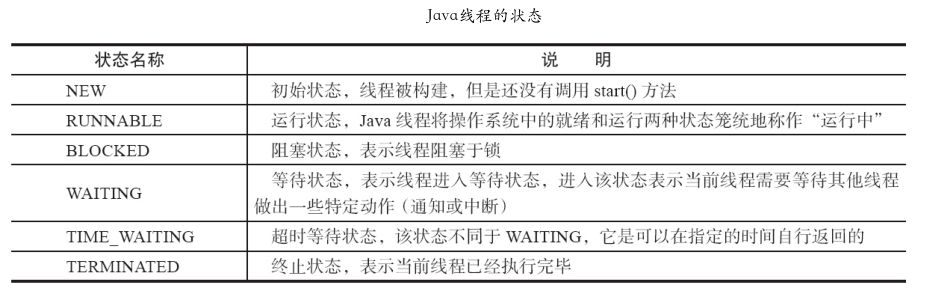 Java线程的状态
状态名称 说 明
NEW 初始状态，线程被构建，但是还没有调用 start() 方法
RUNNABLE 运行状态，Java 线程将操作系统中的就绪和运行两种状态笼统地称作“运行中”
BLOCKED 阻塞状态，表示线程阻塞于锁
WAITING 等待状态，表示线程进入等待状态，进入该状态表示当前线程需要等待其他线程
做出一些特定动作（通知或中断）
TIME_WAITING 超时等待状态，该状态不同于 WAITING，它是可以在指定的时间自行返回的
TERMINATED 终止状态，表示当前线程已经执行完毕